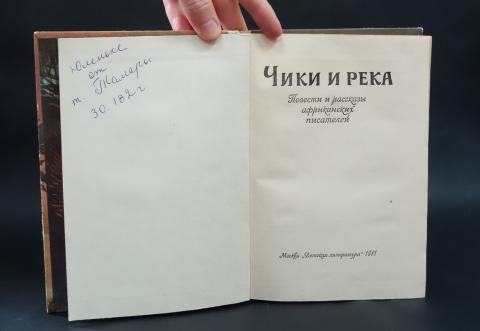 Юленьке
от
т. Тамары
30.1 82 г
Чики и река
Повести и рассказы
африканских
писателей
Москва „Детская литература" 1981